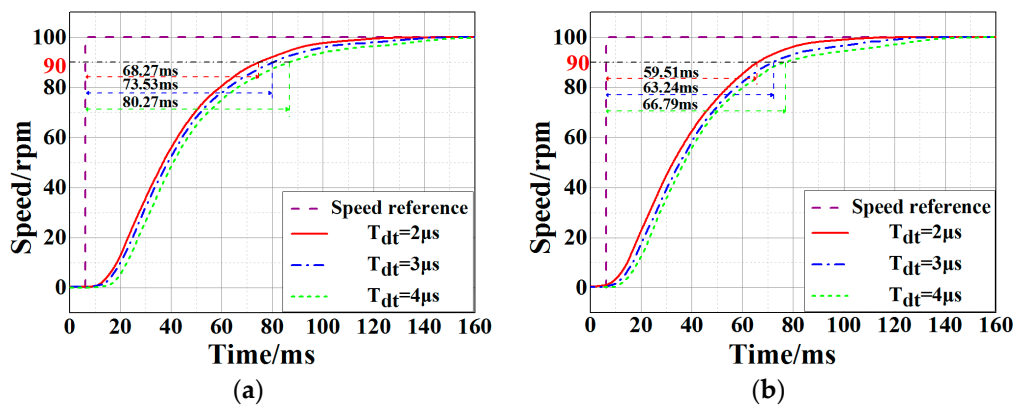 100
90
80
60
40
20
0
Speed/rpm
68.27ms
73.53ms
80.27ms
Speed reference
Tdt=2μs
Tdt=3μs
Tdt=4μs
0 20 40 60 80 100 120 140 160
Time/ms
(a)
100
90
80
60
40
20
0
Speed/rpm
59.51ms
63.24ms
66.79ms
Speed reference
Tdt=2μs
Tdt=3μs
Tdt=4μs
0 20 40 60 80 100 120 140 160
Time/ms
(b)